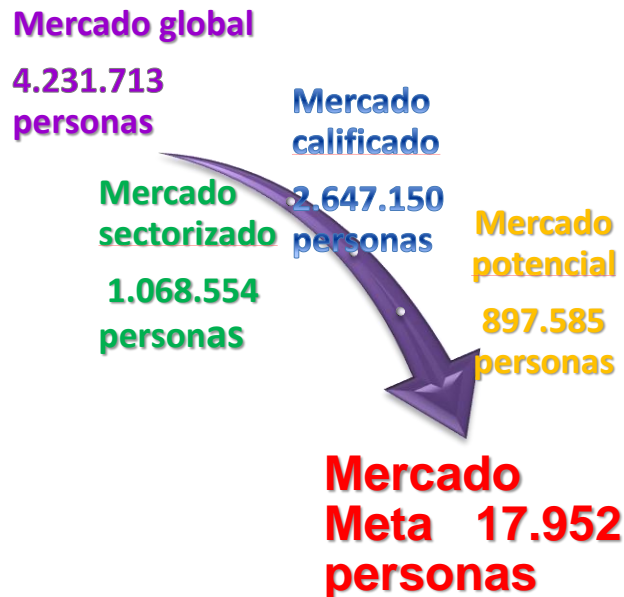 Mercado global
4.231.713
personas
Mercado
calificado
2.647.150
personas
Mercado
sectorizado
1.068.554
personas
Mercado
potencial
897.585
personas
Mercado
Meta 17.952
personas